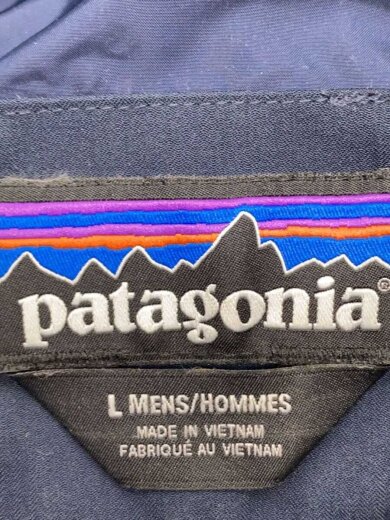 patagonia®
L MENS/HOMMES
MADE IN VIETNAM
FABRIQUÉ AU VIETNAM